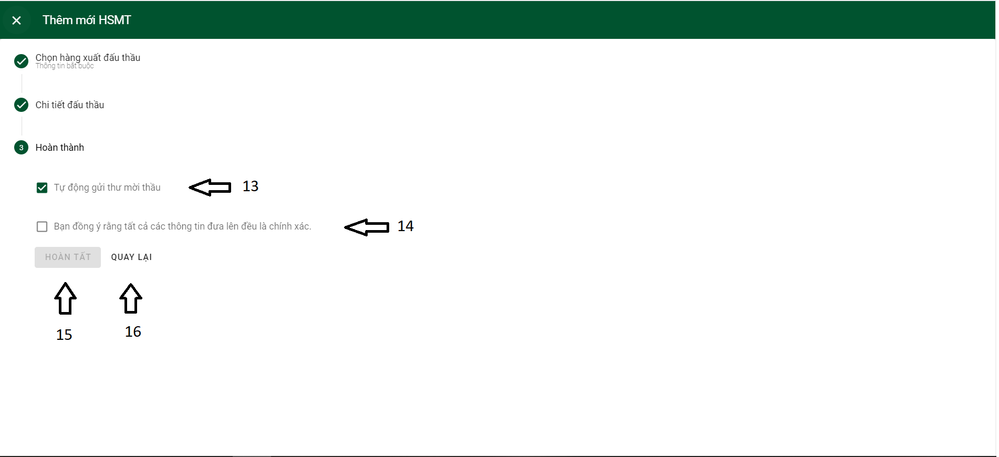 Thêm mới HSMT
Chọn hàng xuất đấu thầu
Thông tin bắt buộc
Chi tiết đấu thầu
3 Hoàn thành
Tự động gửi thư mời thầu 13
Bạn đồng ý rằng tất cả các thông tin đưa lên đều là chính xác. 14
HOÀN TẤT QUAY LẠI
15 16